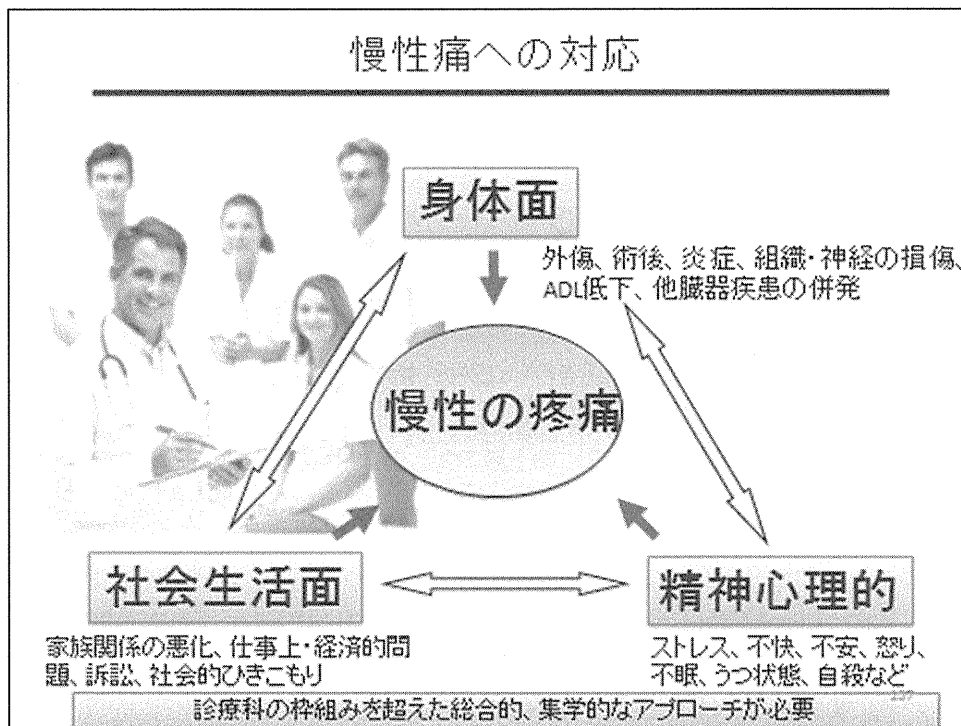 慢性痛への対応
身体面
外傷、術後、炎症、組織・神経の損傷、
ADL低下、他臓器疾患の併発
慢性の疼痛
社会生活面
家族関係の悪化、仕事上・経済的問
題、訴訟、社会的ひきこもり
精神心理的
ストレス、不快、不安、怒り、
不眠、うつ状態、自殺など
診療科の枠組みを超えた総合的、集学的なアプローチが必要